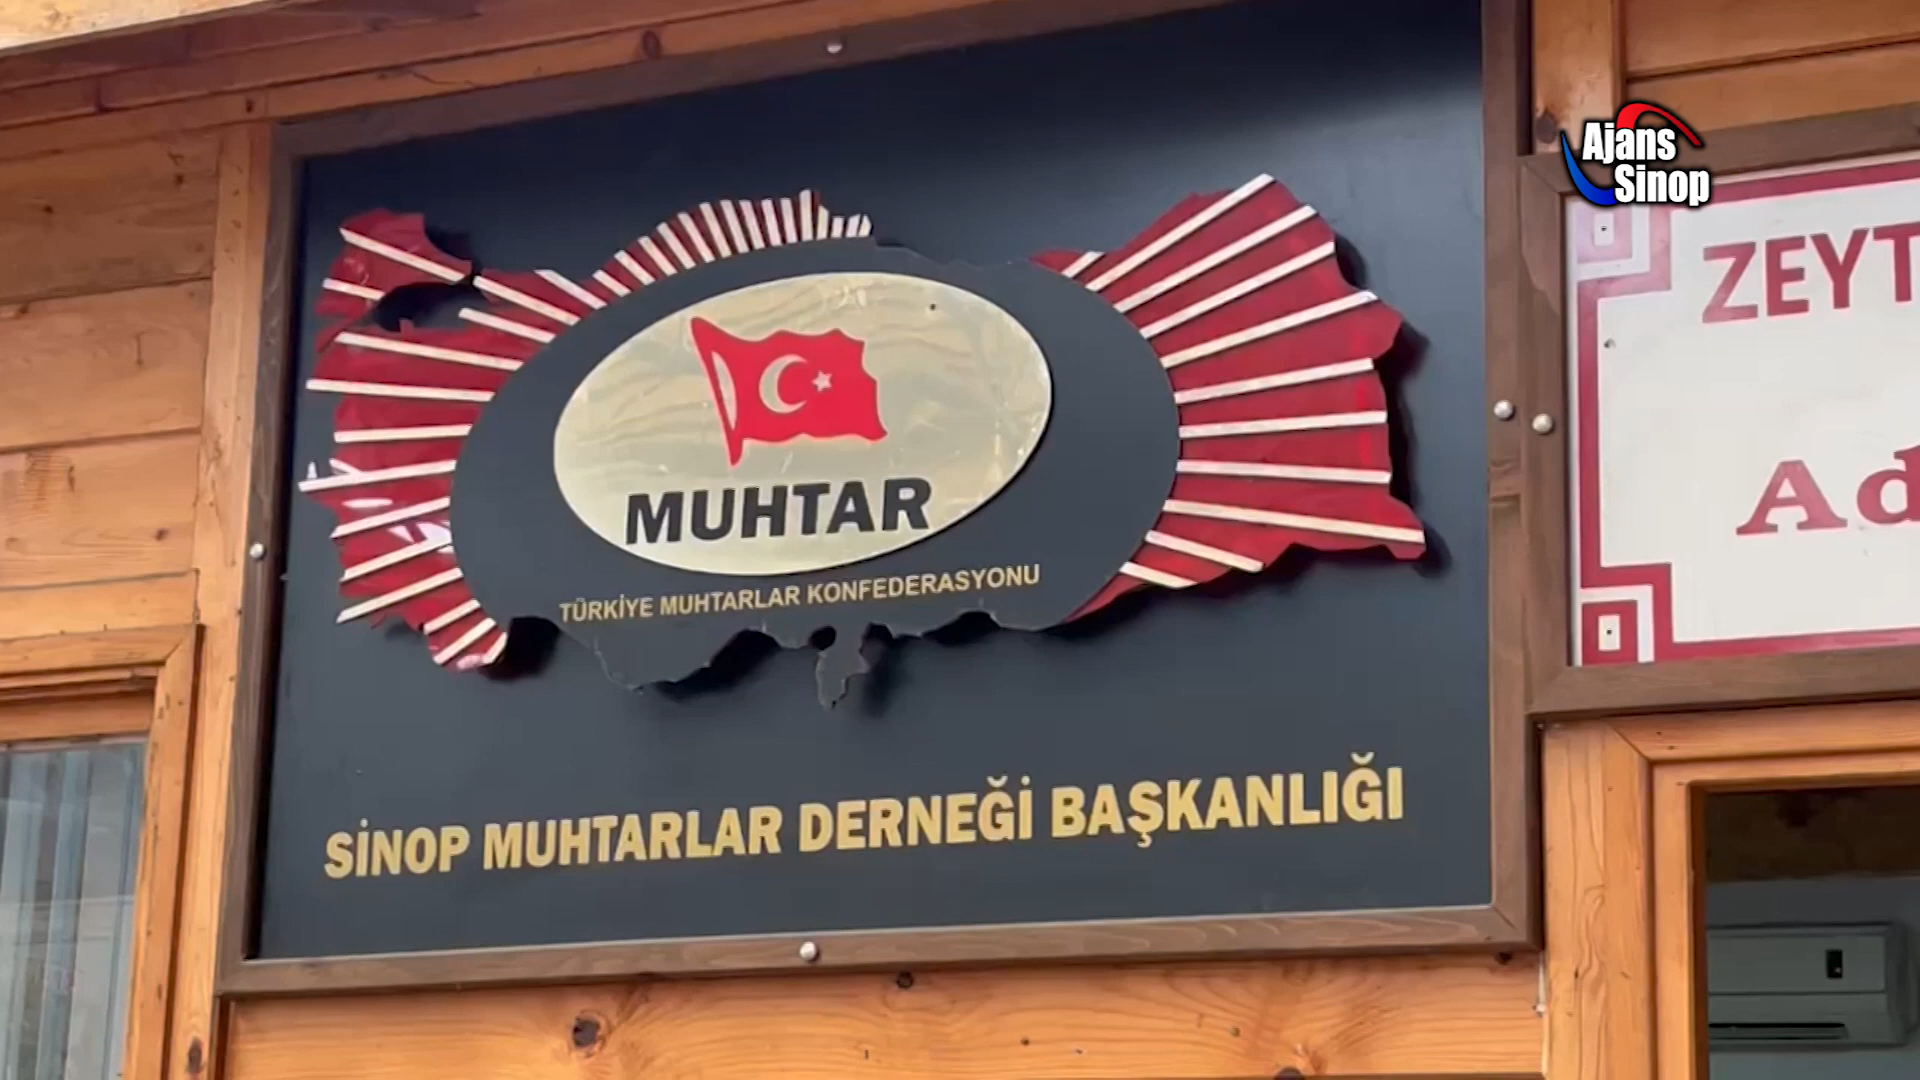 Ajans
Sinop
MUHTAR
TÜRKİYE MUHTARLAR KONFEDERASYONU
SİNOP MUHTARLAR DERNEĞİ BAŞKANLIĞI
ZEYT
Ad